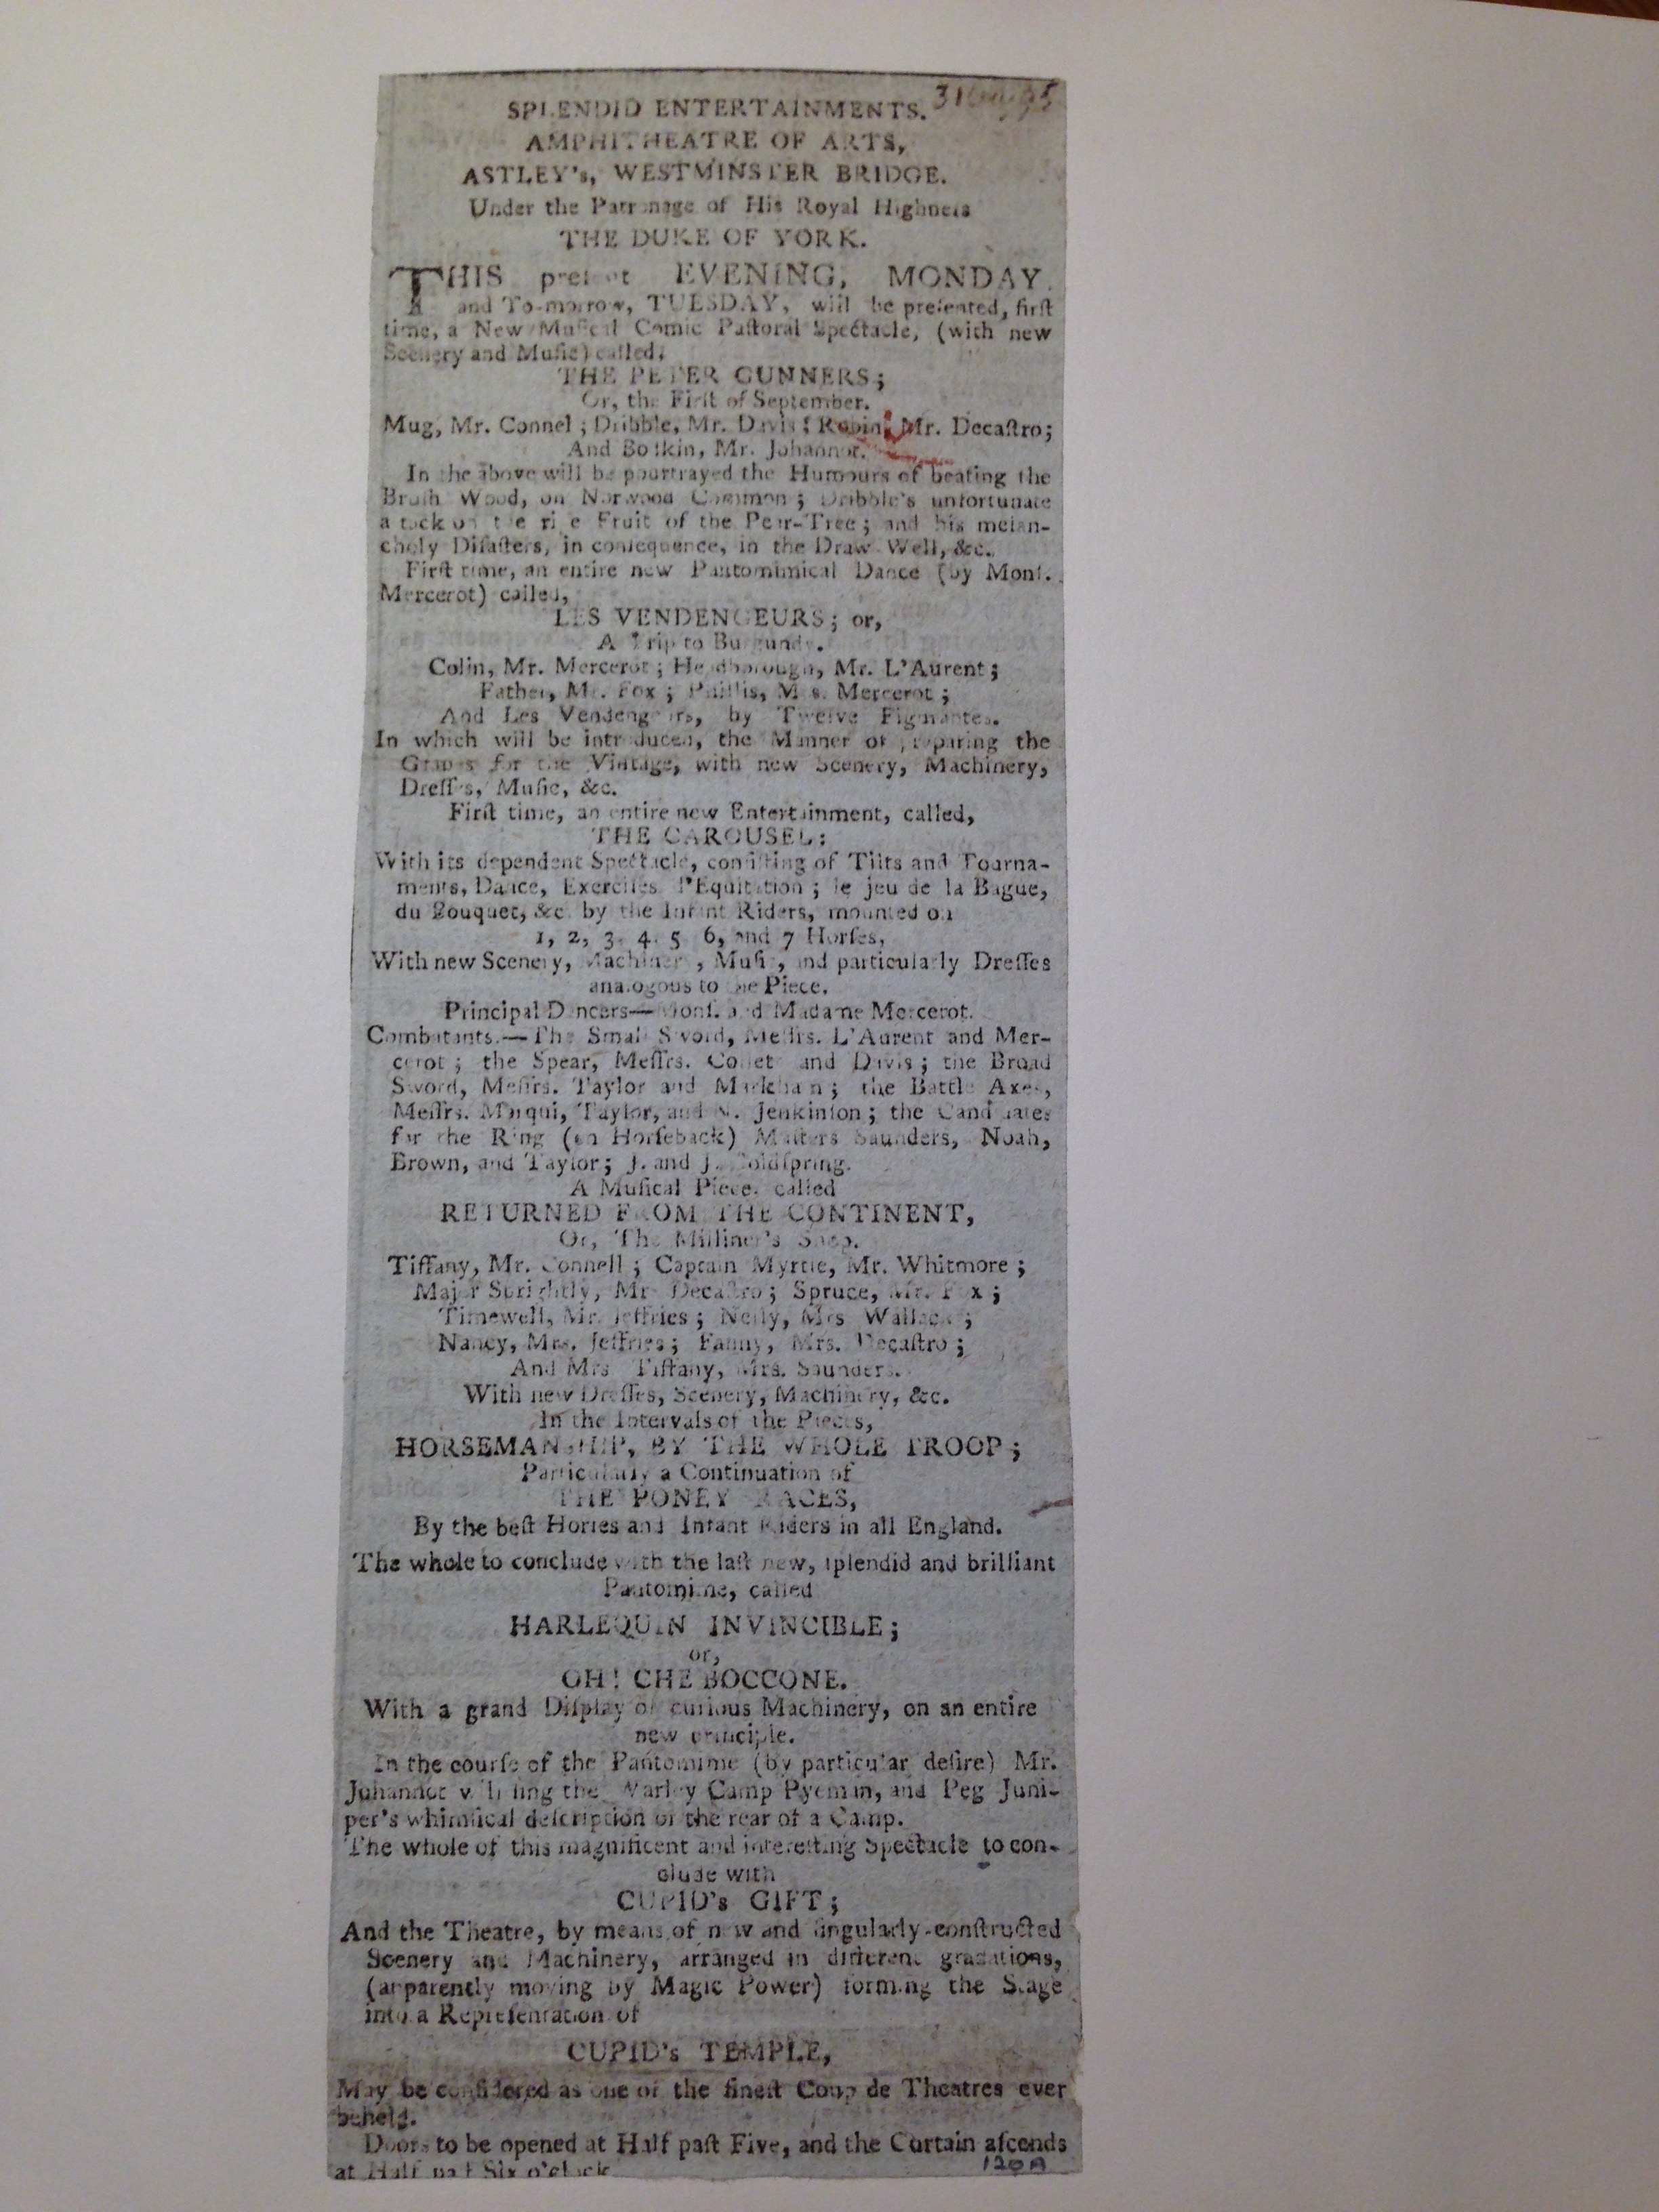 SPLENDID ENTERTAINMENTS.
AMPHITHEATRE OF ARTS,
ASTLEY's, WESTMINSTER BRIDGE.
Under the Patronage of His Royal Highneſs
THE DUKE OF YORK.
THIS preſent EVENING, MONDAY
and To-morrow, TUESDAY, will be preſented, firſt
time, a New Muſical Comic Paſtoral Spectacle, (with new
Scenery and Muſic) called,
THE PETER GUNNERS;
Or, the Firſt of September.
Mug, Mr. Connel; Dribble, Mr. Davis; Robin, Mr. Decaſtro;
And Botkin, Mr. Johannot.
In the above will be pourtrayed the Humours of beating the
Bruſh Wood, on Norwood Common; Dribble's unfortunate
attack on the ripe Fruit of the Pear-Tree; and his melan-
choly Diſaſters, in conſequence, in the Draw Well, &c.
Firſt time, an entire new Pantomimical Dance (by Monſ.
Mercerot) called,
LES VENDENGEURS; or,
A Trip to Burgundy.
Colin, Mr. Mercerot; Headborough, Mr. L'Aurent;
Father, Mr. Fox; Phillis, Mrs. Mercerot;
And Les Vendengeurs, by Twelve Figurantes.
In which will be introduced, the Manner of preparing the
Grapes for the Vintage, with new Scenery, Machinery,
Dreſſes, Muſic, &c.
Firſt time, an entire new Entertainment, called,
THE CAROUSEL:
With its dependent Spectacle, conſiſting of Tilts and Tourna-
ments, Dance, Exerciſes l'Equitation; le jeu de la Bague,
du Bouquet, &c. by the Infant Riders, mounted on
1, 2, 3, 4, 5, 6, and 7 Horſes,
With new Scenery, Machinery, Muſic, and particularly Dreſſes
analogous to the Piece.
Principal Dancers—Monſ. and Madame Mercerot.
Combatants.—The Small Sword, Meſſrs. L'Aurent and Mer-
cerot; the Spear, Meſſrs. and Davis; the Broad
Sword, Meſſrs. Taylor and Markham; the Battle Axes,
Meſſrs. Marqui, Taylor, and N. Jenkinſon; the Candidates
for the Ring (on Horſeback) Maſters Saunders, Noah,
Brown, and Taylor; J. and J. Coldſpring.
A Muſical Piece, called
RETURNED FROM THE CONTINENT,
Or, The Milliner's Shop.
Tiffany, Mr. Connell; Captain Myrtle, Mr. Whitmore;
Major Sprightly, Mr. Decaſtro; Spruce, Mr. Fox;
Timewell, Mr. Jeffries; Nelly, Mrs Wallack;
Nancy, Mrs. Jeffries; Fanny, Mrs. Decaſtro;
And Mrs Tiffany, Mrs. Saunders.
With new Dreſſes, Scenery, Machinery, &c.
In the Intervals of the Pieces,
HORSEMANSHIP, BY THE WHOLE TROOP;
Particularly a Continuation of
THE PONEY RACES,
By the beſt Horſes and Infant Riders in all England.
The whole to conclude with the laſt new, ſplendid and brilliant
Pantomime, called
HARLEQUIN INVINCIBLE;
or,
OH! CHE BOCCONE.
With a grand Diſplay of curious Machinery, on an entire
new principle.
In the courſe of the Pantomime (by particular deſire) Mr.
Johannot will ſing the Warley Camp Pyeman, and Peg Juni-
per's whimſical deſcription of the rear of a Camp.
The whole of this magnificent and intereſting Spectacle to con-
clude with
CUPID's GIFT;
And the Theatre, by means of new and ſingularly-conſtructed
Scenery and Machinery, arranged in different gradations,
(apparently moving by Magic Power) forming the Stage
into a Repreſentation of
CUPID's TEMPLE,
May be conſidered as one of the fineſt Coup de Theatres ever
beheld.
Doors to be opened at Half paſt Five, and the Curtain aſcends
at Half paſt Six o'clock
120A